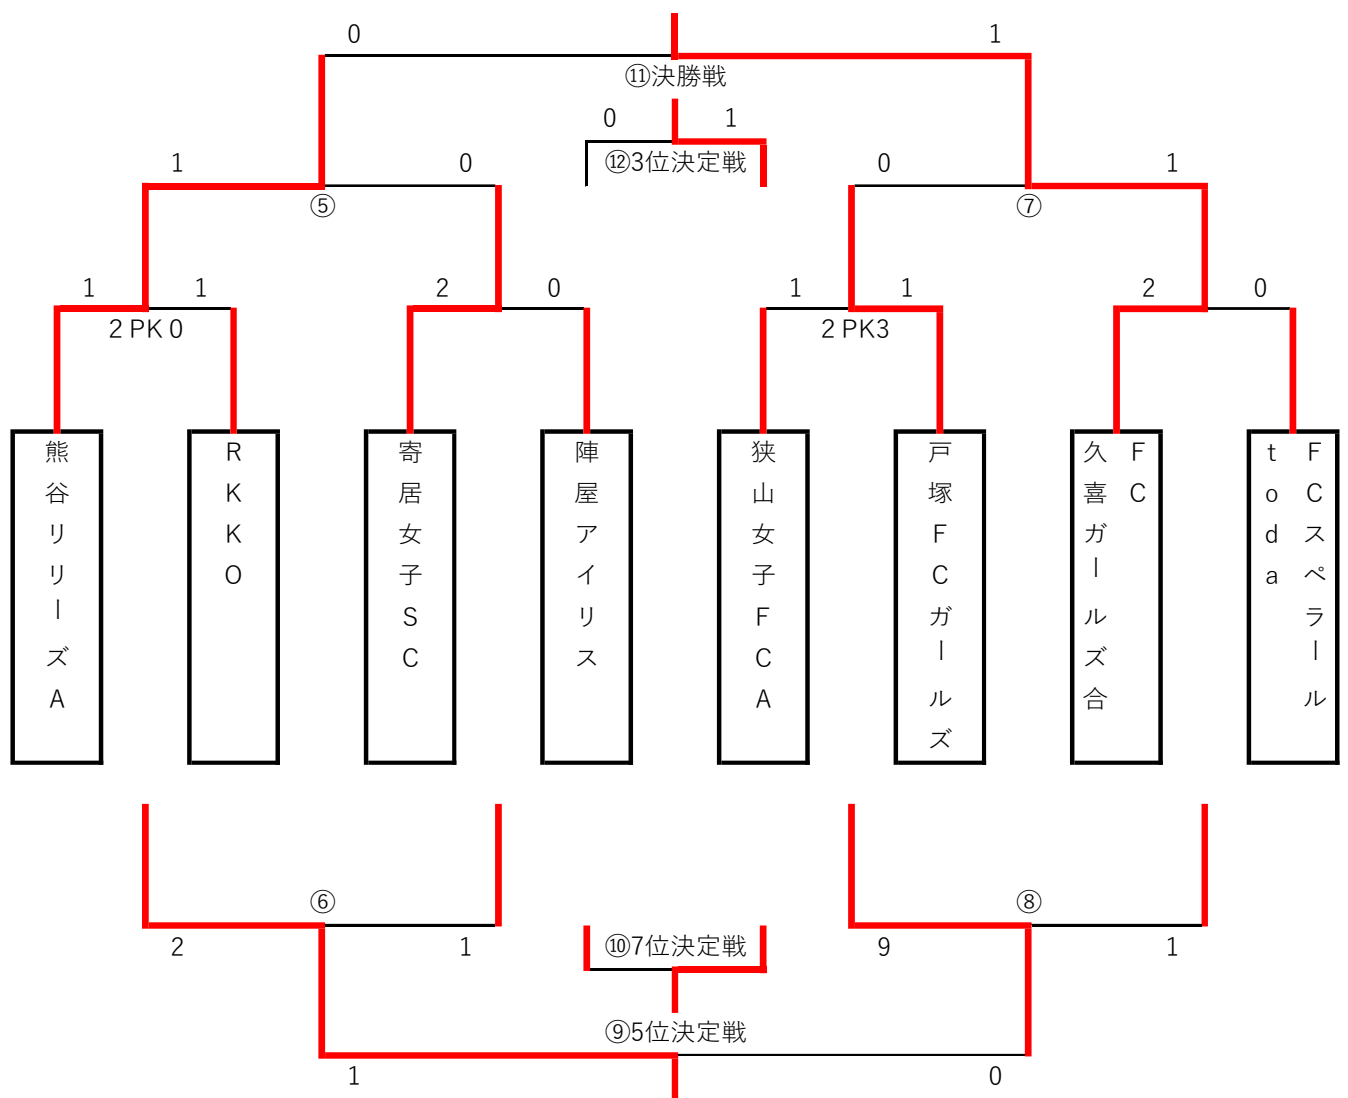 0 1
⑪決勝戦
0 1
⑫3位決定戦
1 0 0 1
⑤ ⑦
1 1 2 0 1 1 2 0
2 PK 0 2 PK3
熊谷リリーズA
RKKO
寄居女子SC
陣屋アイリス
狭山女子FCA
戸塚FCガールズ
FC
久喜ガールズ合
FCスペラール
toda
⑥ ⑧
2 1 ⑩7位決定戦 9 1
⑨5位決定戦
1 0